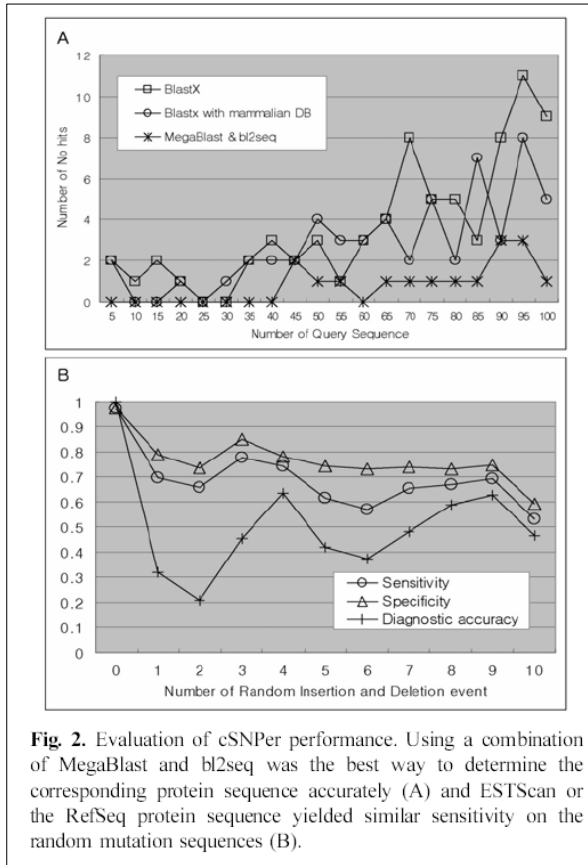 A
12
10
8
6
4
2
0
Number of No hits
BlastX
Blastx with mammalian DB
MegaBlast & bl2seq
5 10 15 20 25 30 35 40 45 50 55 60 65 70 75 80 85 90 95 100
Number of Query Sequence
B
1
0.9
0.8
0.7
0.6
0.5
0.4
0.3
0.2
0.1
0
Sensitivity
Specificity
Diagnostic accuracy
0 1 2 3 4 5 6 7 8 9 10
Number of Random Insertion and Deletion event
Fig. 2. Evaluation of cSNPer performance. Using a combination
of MegaBlast and bl2seq was the best way to determine the
corresponding protein sequence accurately (A) and ESTScan or
the RefSeq protein sequence yielded similar sensitivity on the
random mutation sequences (B).